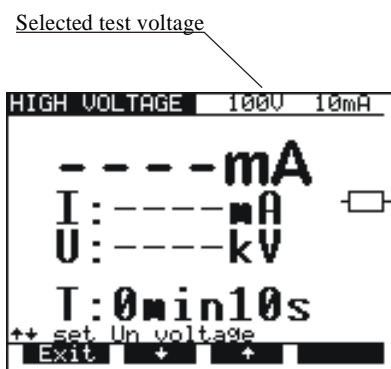 Selected test voltage
HIGH VOLTAGE 100V 10mA
----mA
I:----mA
U:----kV
T:0min10s
↑↓ set Un voltage
Exit ↓ ↑